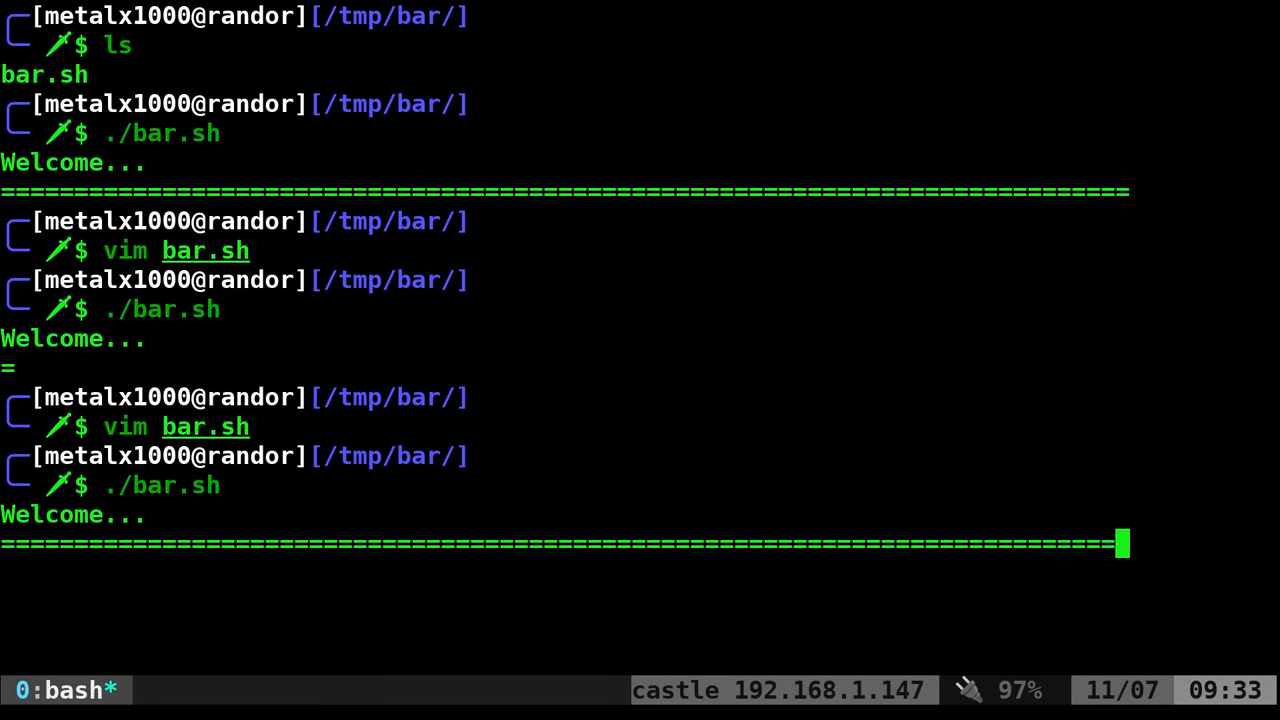 ╭─[metalx1000@randor][/tmp/bar/]
╰─ 🗡$ ls
bar.sh
╭─[metalx1000@randor][/tmp/bar/]
╰─ 🗡$ ./bar.sh
Welcome...
=============================================================================
╭─[metalx1000@randor][/tmp/bar/]
╰─ 🗡$ vim bar.sh
╭─[metalx1000@randor][/tmp/bar/]
╰─ 🗡$ ./bar.sh
Welcome...
=
╭─[metalx1000@randor][/tmp/bar/]
╰─ 🗡$ vim bar.sh
╭─[metalx1000@randor][/tmp/bar/]
╰─ 🗡$ ./bar.sh
Welcome...
============================================================================
0:bash* castle 192.168.1.147 🔌 97% 11/07 09:33